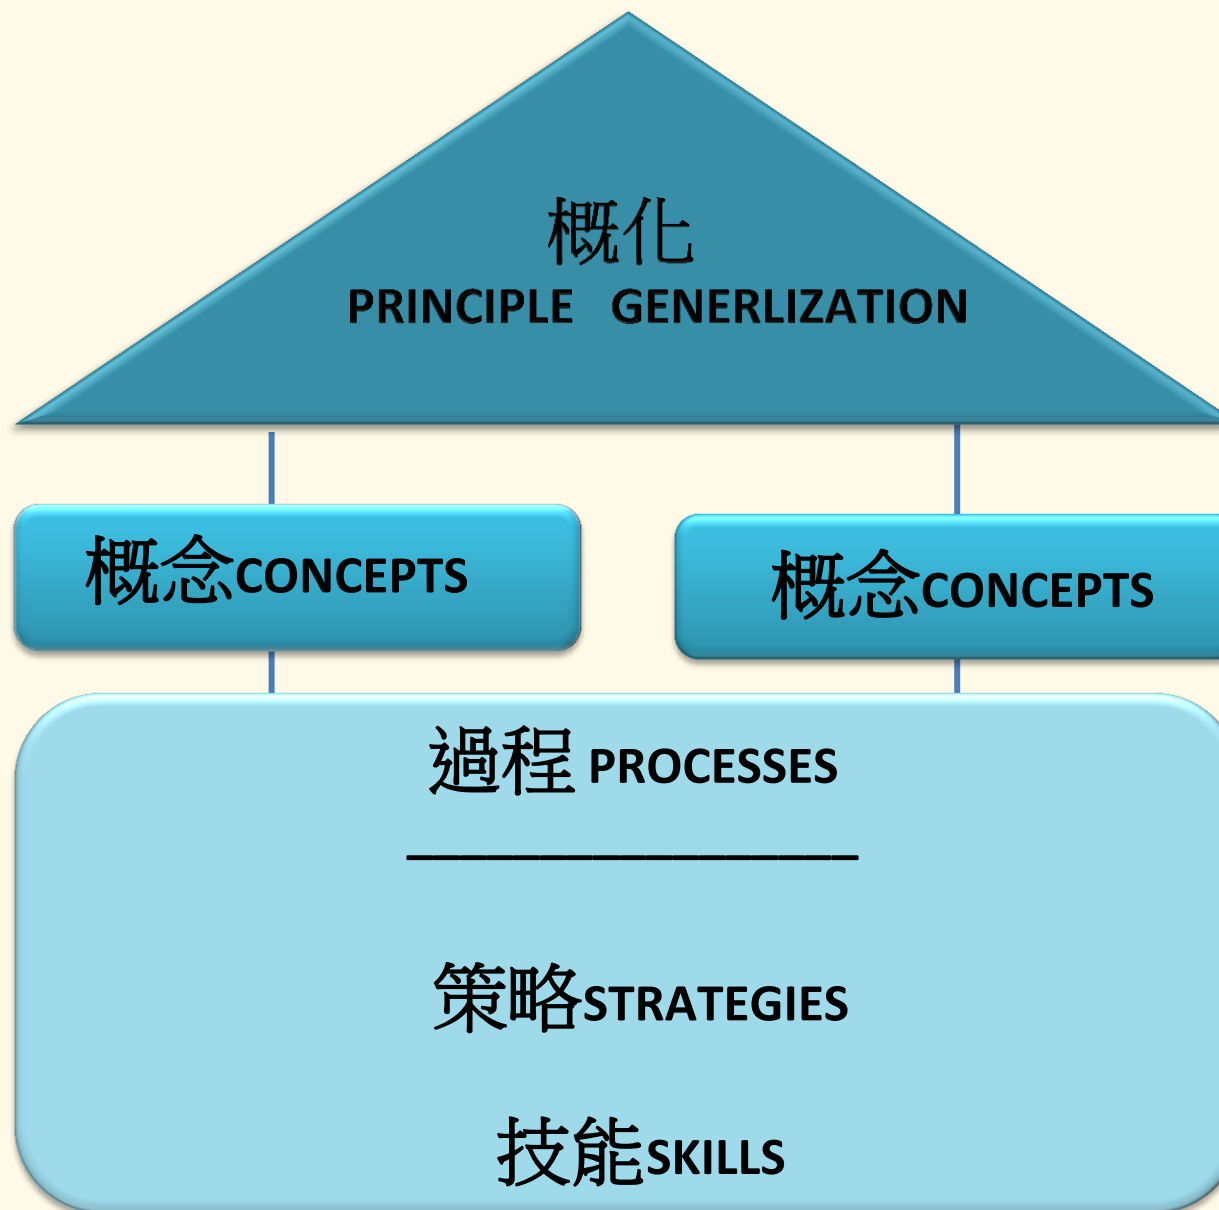 概化
PRINCIPLE GENERLIZATION
概念CONCEPTS
概念CONCEPTS
過程 PROCESSES
策略STRATEGIES
技能SKILLS